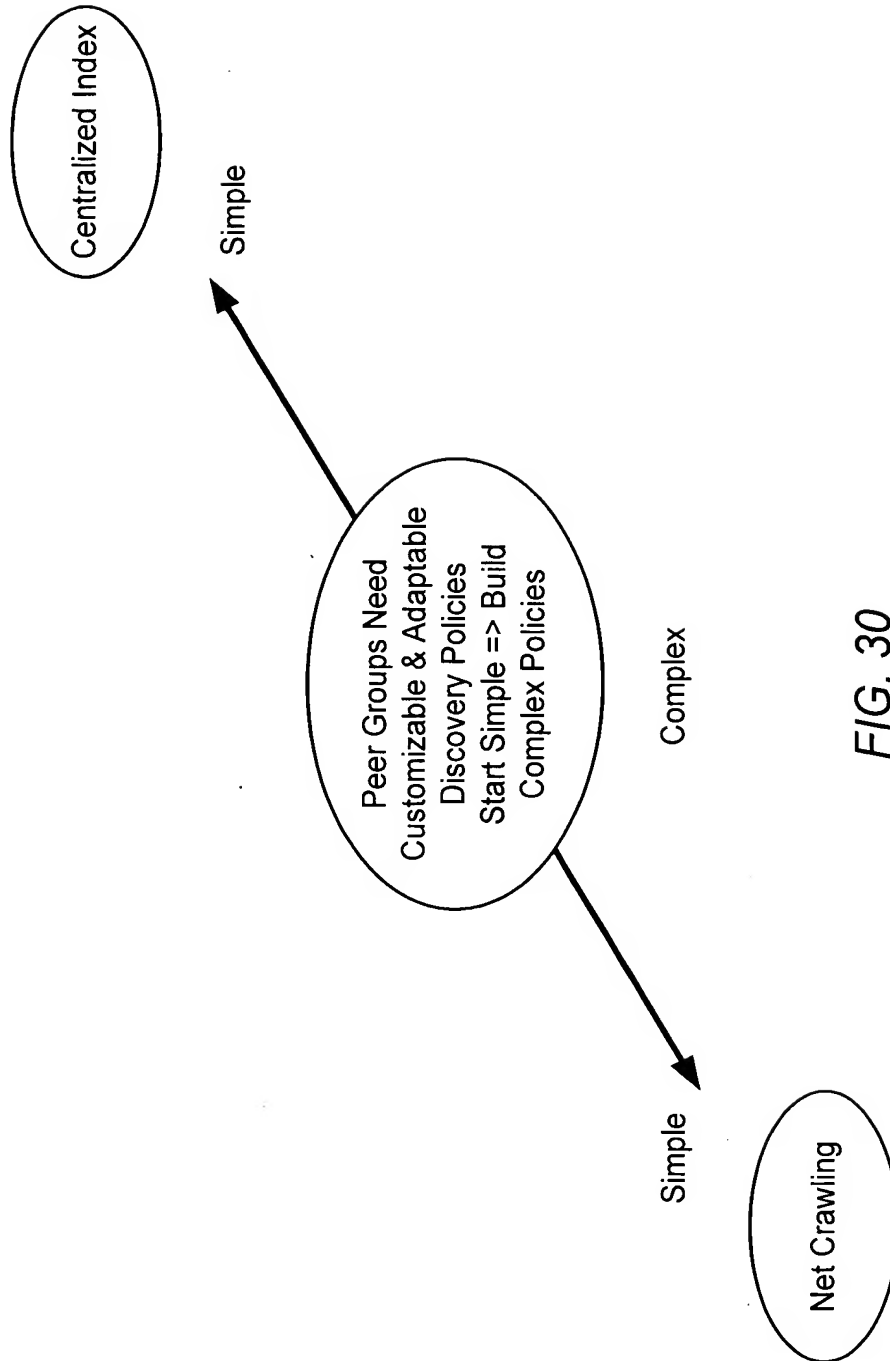 Centralized Index
Simple
Peer Groups Need
Customizable & Adaptable
Discovery Policies
Start Simple => Build
Complex Policies
Complex
Simple
Net Crawling
FIG. 30